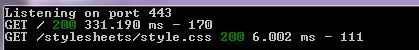 Listening on port 443
GET / 200 331.190 ms - 170
GET /stylesheets/style.css 200 6.002 ms - 111